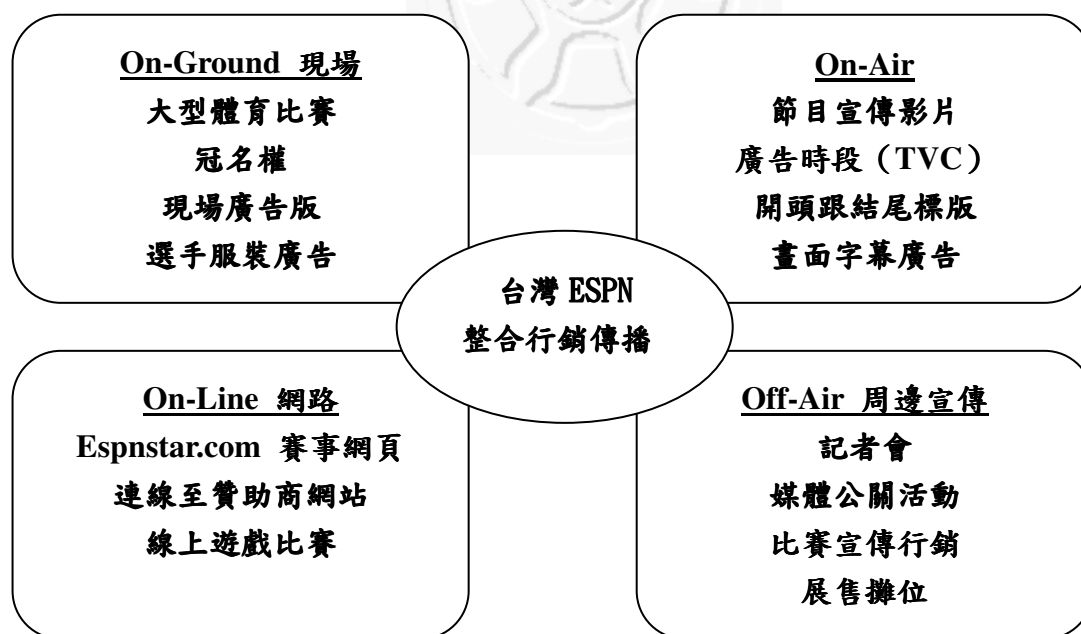 On-Ground 現場
大型體育比賽
冠名權
現場廣告版
選手服裝廣告
On-Air
節目宣傳影片
廣告時段（TVC）
開頭跟結尾標版
畫面字幕廣告
台灣 ESPN
整合行銷傳播
On-Line 網路
Espnstar.com 賽事網頁
連線至贊助商網站
線上遊戲比賽
Off-Air 周邊宣傳
記者會
媒體公關活動
比賽宣傳行銷
展售攤位